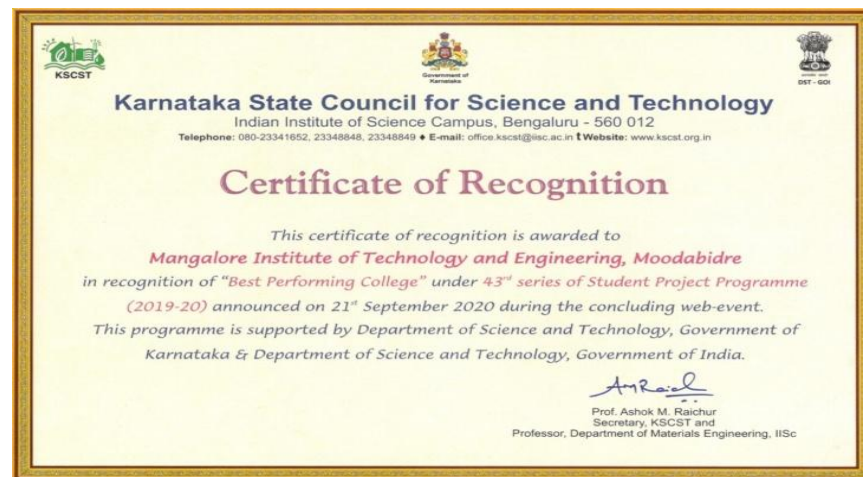 KSCST
Government of
Karnataka
DST - GOI
Karnataka State Council for Science and Technology
Indian Institute of Science Campus, Bengaluru - 560 012
Telephone: 080-23341652, 23348848, 23348849 ♦ E-mail: office.kscst@iisc.ac.in t Website: www.kscst.org.in
Certificate of Recognition
This certificate of recognition is awarded to
Mangalore Institute of Technology and Engineering, Moodabidre
in recognition of “Best Performing College” under 43rd series of Student Project Programme
(2019-20) announced on 21st September 2020 during the concluding web-event.
This programme is supported by Department of Science and Technology, Government of
Karnataka & Department of Science and Technology, Government of India.
Prof. Ashok M. Raichur
Secretary, KSCST and
Professor, Department of Materials Engineering, IISc